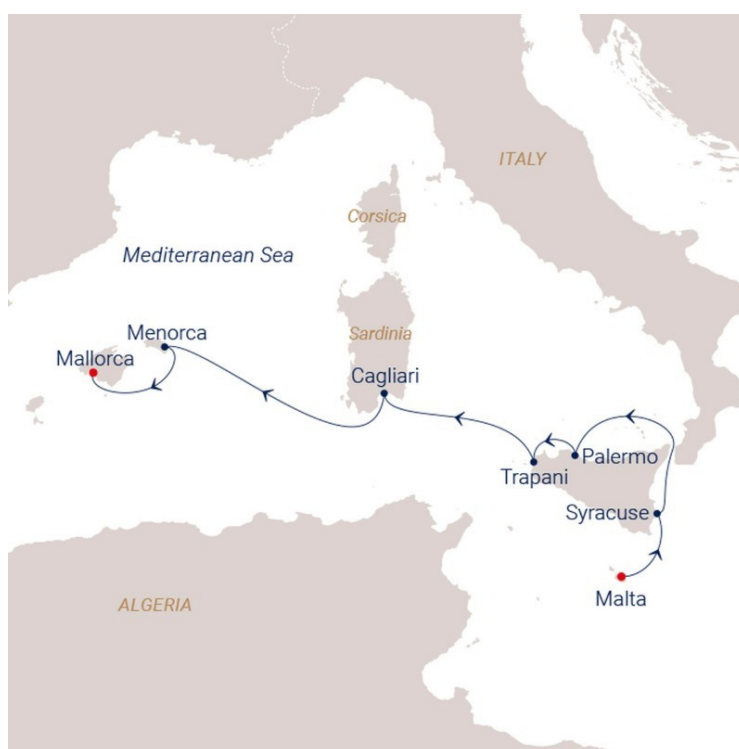 ITALY
Corsica
Mediterranean Sea
Menorca
Sardinia
Mallorca
Cagliari
Palermo
Trapani
Syracuse
Malta
ALGERIA